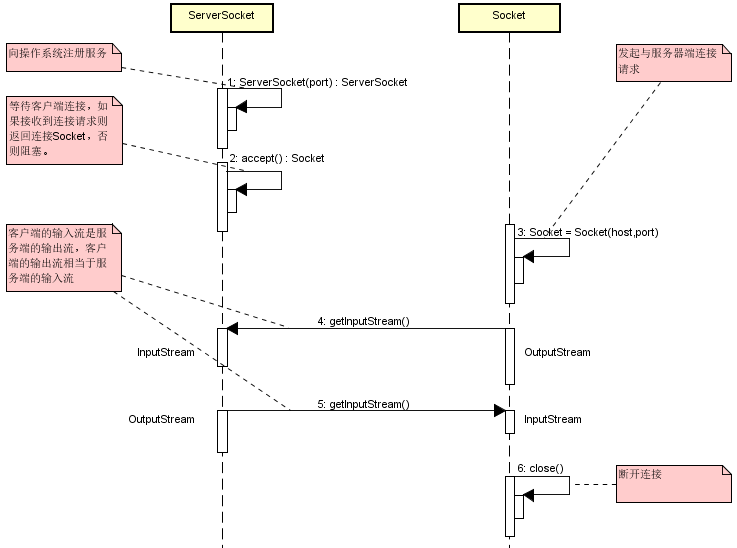 ServerSocket
Socket
向操作系统注册服务
发起与服务器端连接
请求
1: ServerSocket(port) : ServerSocket
等待客户端连接，如
果接收到连接请求则
返回连接Socket，否
则阻塞。
2: accept() : Socket
客户端的输入流是服
务端的输出流，客户
端的输出流相当于服
务端的输入流
3: Socket = Socket(host,port)
4: getInputStream()
InputStream
OutputStream
5: getInputStream()
OutputStream
InputStream
6: close()
断开连接